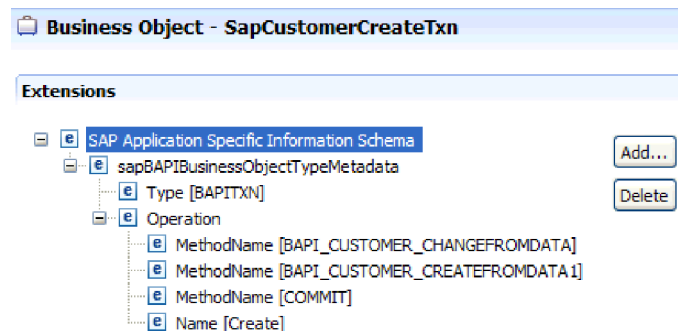 Business Object - SapCustomerCreateTxn
Extensions
e SAP Application Specific Information Schema
Add...
e sapBAPIBusinessObjectTypeMetadata
e Type [BAPITXN]
Delete
e Operation
e MethodName [BAPI_CUSTOMER_CHANGEFROMDATA]
e MethodName [BAPI_CUSTOMER_CREATEFROMDATA1]
e MethodName [COMMIT]
e Name [Create]